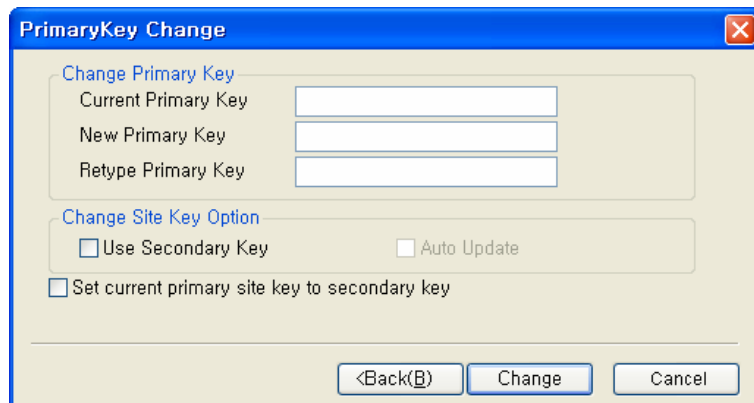 PrimaryKey Change
Change Primary Key
Current Primary Key
New Primary Key
Retype Primary Key
Change Site Key Option
Use Secondary Key Auto Update
Set current primary site key to secondary key
<Back(B) Change Cancel